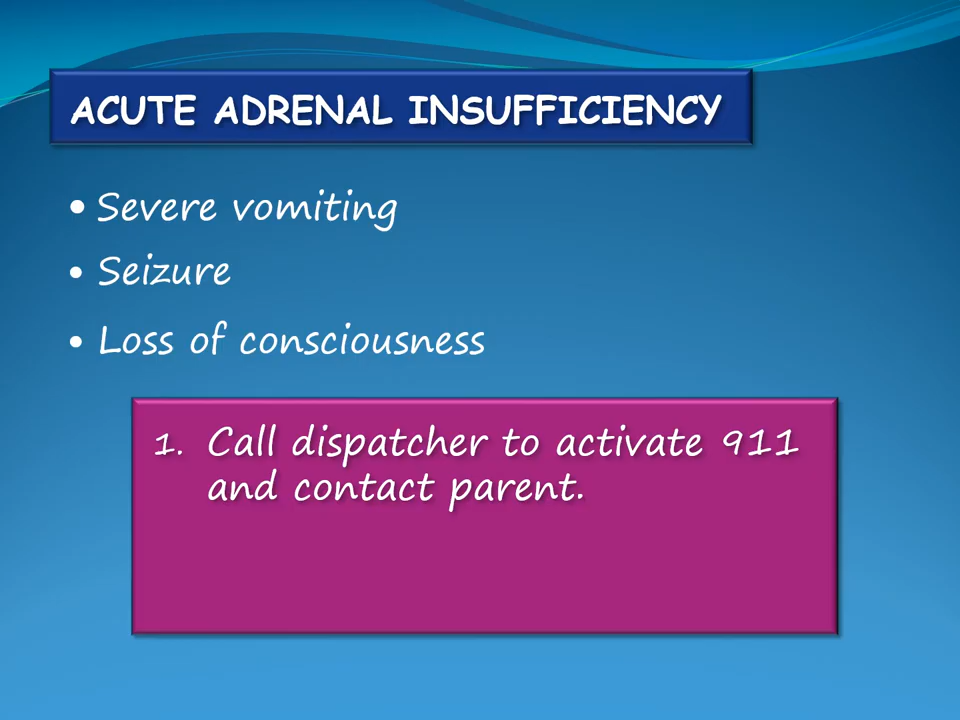 ACUTE ADRENAL INSUFFICIENCY
• Severe vomiting
• Seizure
• Loss of consciousness
1. Call dispatcher to activate 911
and contact parent.